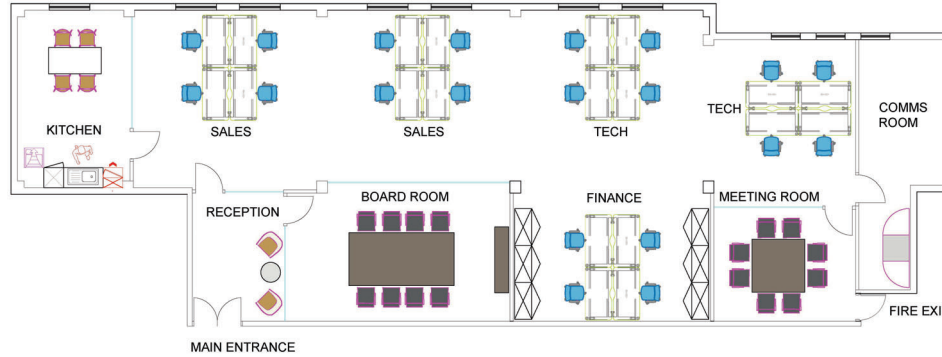 KITCHEN
SALES
SALES
TECH
TECH
COMMS
ROOM
RECEPTION
BOARD ROOM
FINANCE
MEETING ROOM
FIRE EXI
MAIN ENTRANCE